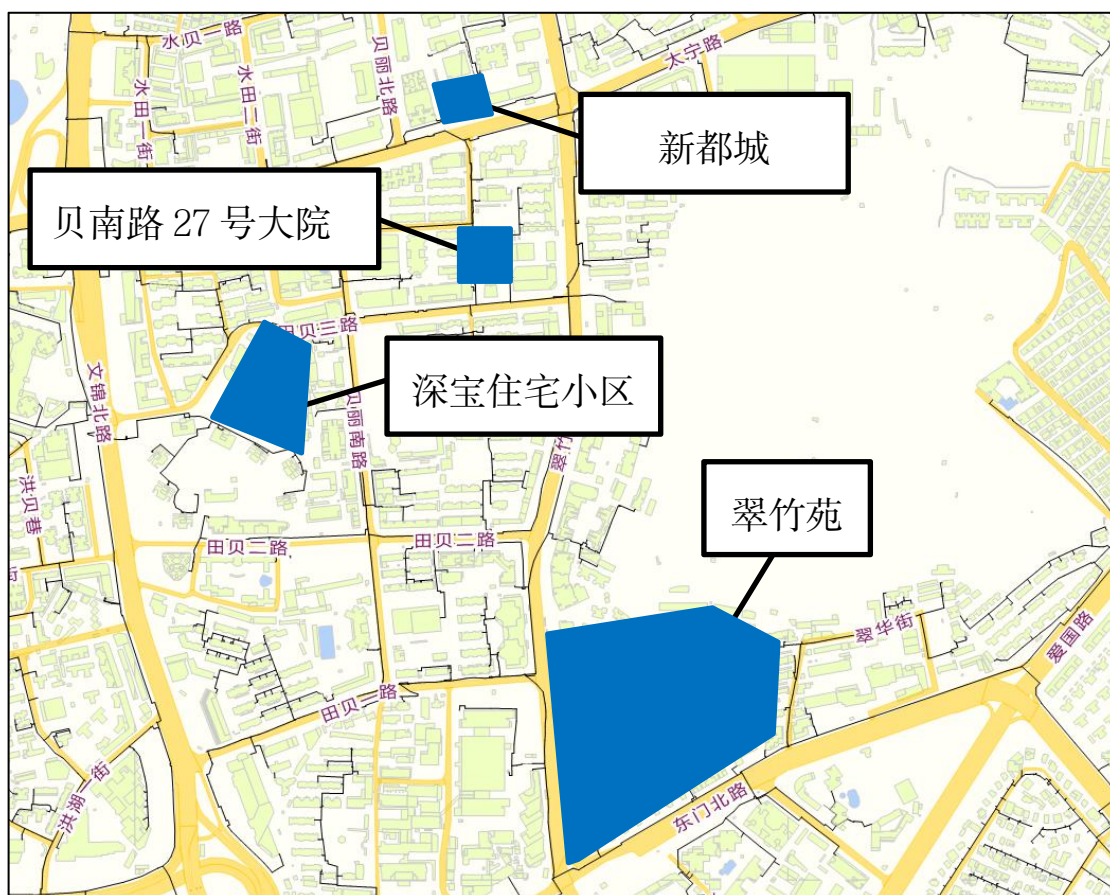 水贝一路
贝丽北路
太宁路
水田一街
水田二街
新都城
贝南路 27 号大院
田贝三路
文锦北路
深宝住宅小区
贝丽南路
翠竹
洪贝巷
翠竹苑
田贝二路
田贝二路
街
翠华街
爱国路
田贝一路
东门北路
洪湖一街